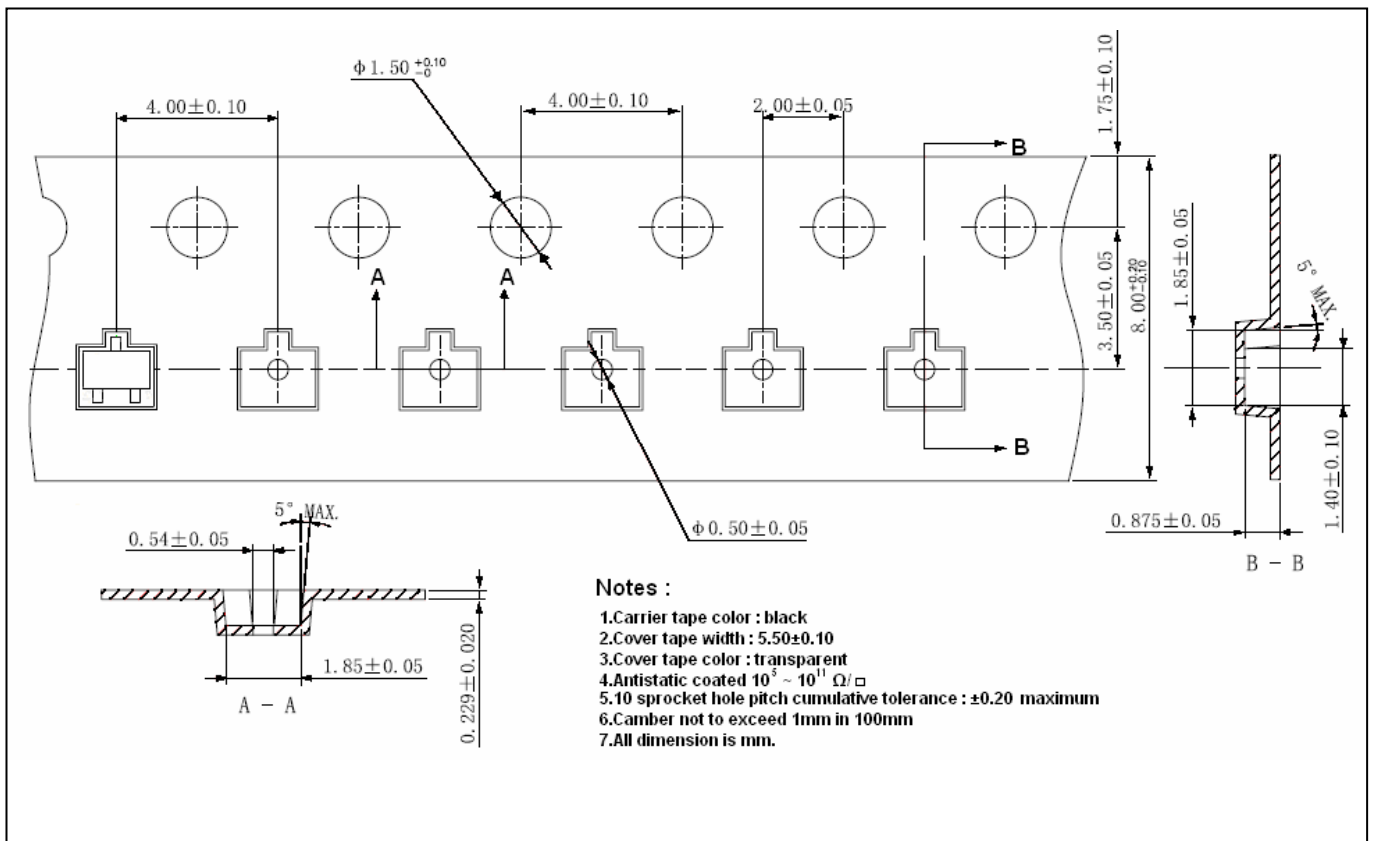 φ1.50 +0.10 -0
4.00±0.10
4.00±0.10
2.00±0.05
1.75±0.10
B
A
A
3.50±0.05
8.00 +0.20 -0.10
B
1.85±0.05
5° MAX.
1.40±0.10
0.875±0.05
B - B
5° MAX.
0.54±0.05
φ0.50±0.05
1.85±0.05
0.229±0.020
A - A
Notes :
1.Carrier tape color : black
2.Cover tape width : 5.50±0.10
3.Cover tape color : transparent
4.Antistatic coated 10⁵ ~ 10¹¹ Ω/□
5.10 sprocket hole pitch cumulative tolerance : ±0.20 maximum
6.Camber not to exceed 1mm in 100mm
7.All dimension is mm.